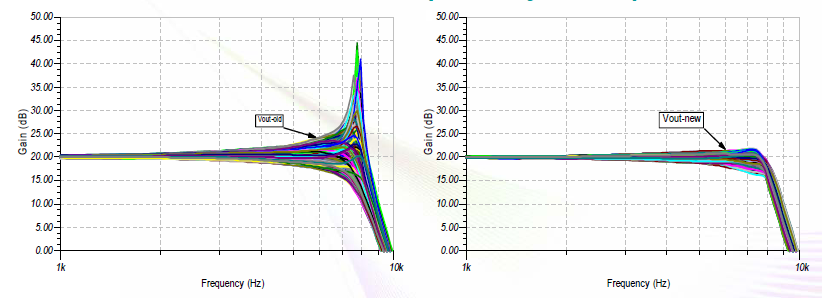 50.00
45.00
40.00
35.00
30.00
25.00
20.00
15.00
10.00
5.00
0.00
Gain (dB)
Vout-old
1k
10k
Frequency (Hz)
50.00
45.00
40.00
35.00
30.00
25.00
20.00
15.00
10.00
5.00
0.00
Gain (dB)
Vout-new
1k
10k
Frequency (Hz)